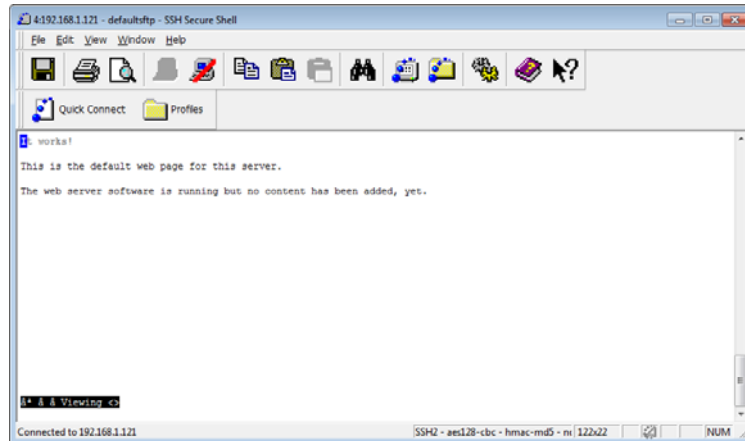 4:192.168.1.121 - defaultsftp - SSH Secure Shell
File Edit View Window Help
Quick Connect Profiles
It works!
This is the default web page for this server.
The web server software is running but no content has been added, yet.
Viewing <>
Connected to 192.168.1.121 SSH2 - aes128-cbc - hmac-md5 - 122x22 NUM